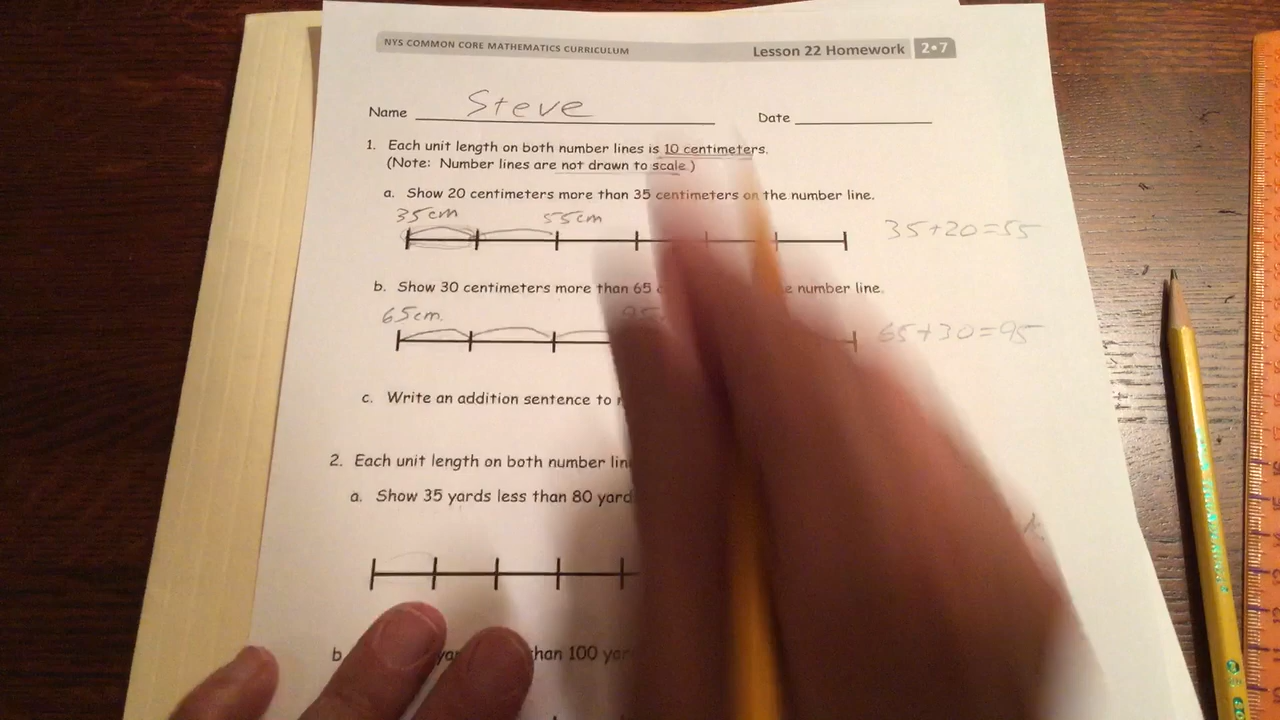 NYS COMMON CORE MATHEMATICS CURRICULUM Lesson 22 Homework 2•7
Name Steve Date
1. Each unit length on both number lines is 10 centimeters.
(Note: Number lines are not drawn to scale.)
a. Show 20 centimeters more than 35 centimeters on the number line.
35cm 55cm 35+20=55
b. Show 30 centimeters more than 65 number line.
65cm. 65+30=95
c. Write an addition sentence to
2. Each unit length on both number
a. Show 35 yards less than 80
b 100